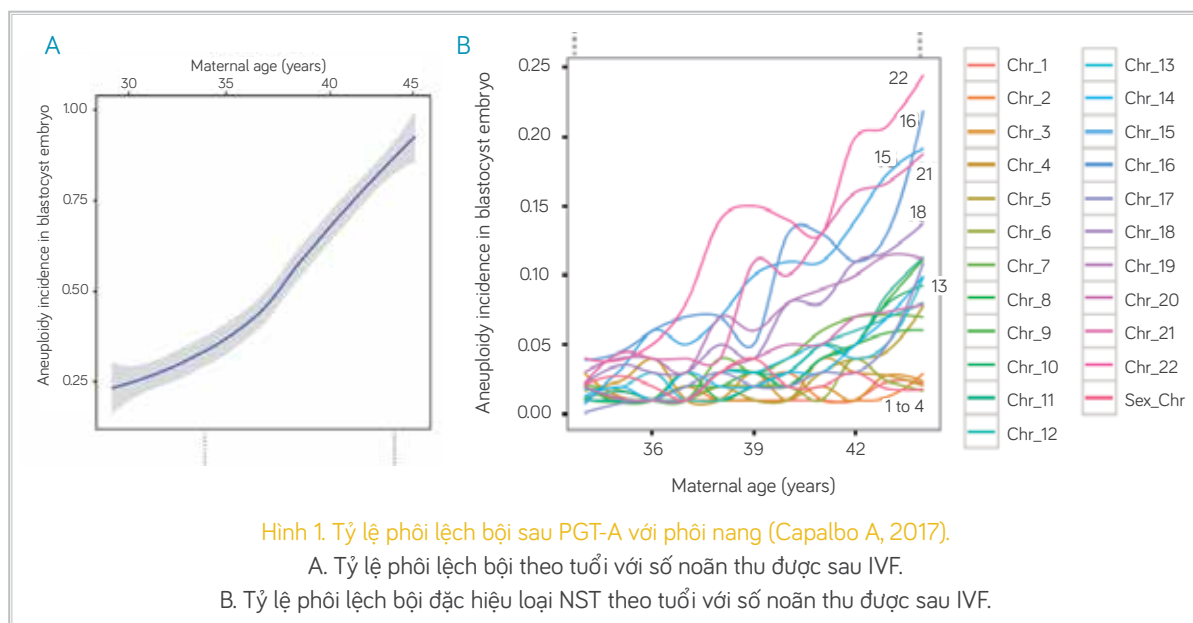 A
Maternal age (years)
30 35 40 45
Aneuploidy incidence in blastocyst embryo
1.00
0.75
0.50
0.25
B
Aneuploidy incidence in blastocyst embryo
0.25
0.20
0.15
0.10
0.05
0.00
22
16
15
21
18
13
1 to 4
36 39 42
Maternal age (years)
Chr_1
Chr_2
Chr_3
Chr_4
Chr_5
Chr_6
Chr_7
Chr_8
Chr_9
Chr_10
Chr_11
Chr_12
Chr_13
Chr_14
Chr_15
Chr_16
Chr_17
Chr_18
Chr_19
Chr_20
Chr_21
Chr_22
Sex_Chr
Hình 1. Tỷ lệ phôi lệch bội sau PGT-A với phôi nang (Capalbo A, 2017).
A. Tỷ lệ phôi lệch bội theo tuổi với số noãn thu được sau IVF.
B. Tỷ lệ phôi lệch bội đặc hiệu loại NST theo tuổi với số noãn thu được sau IVF.